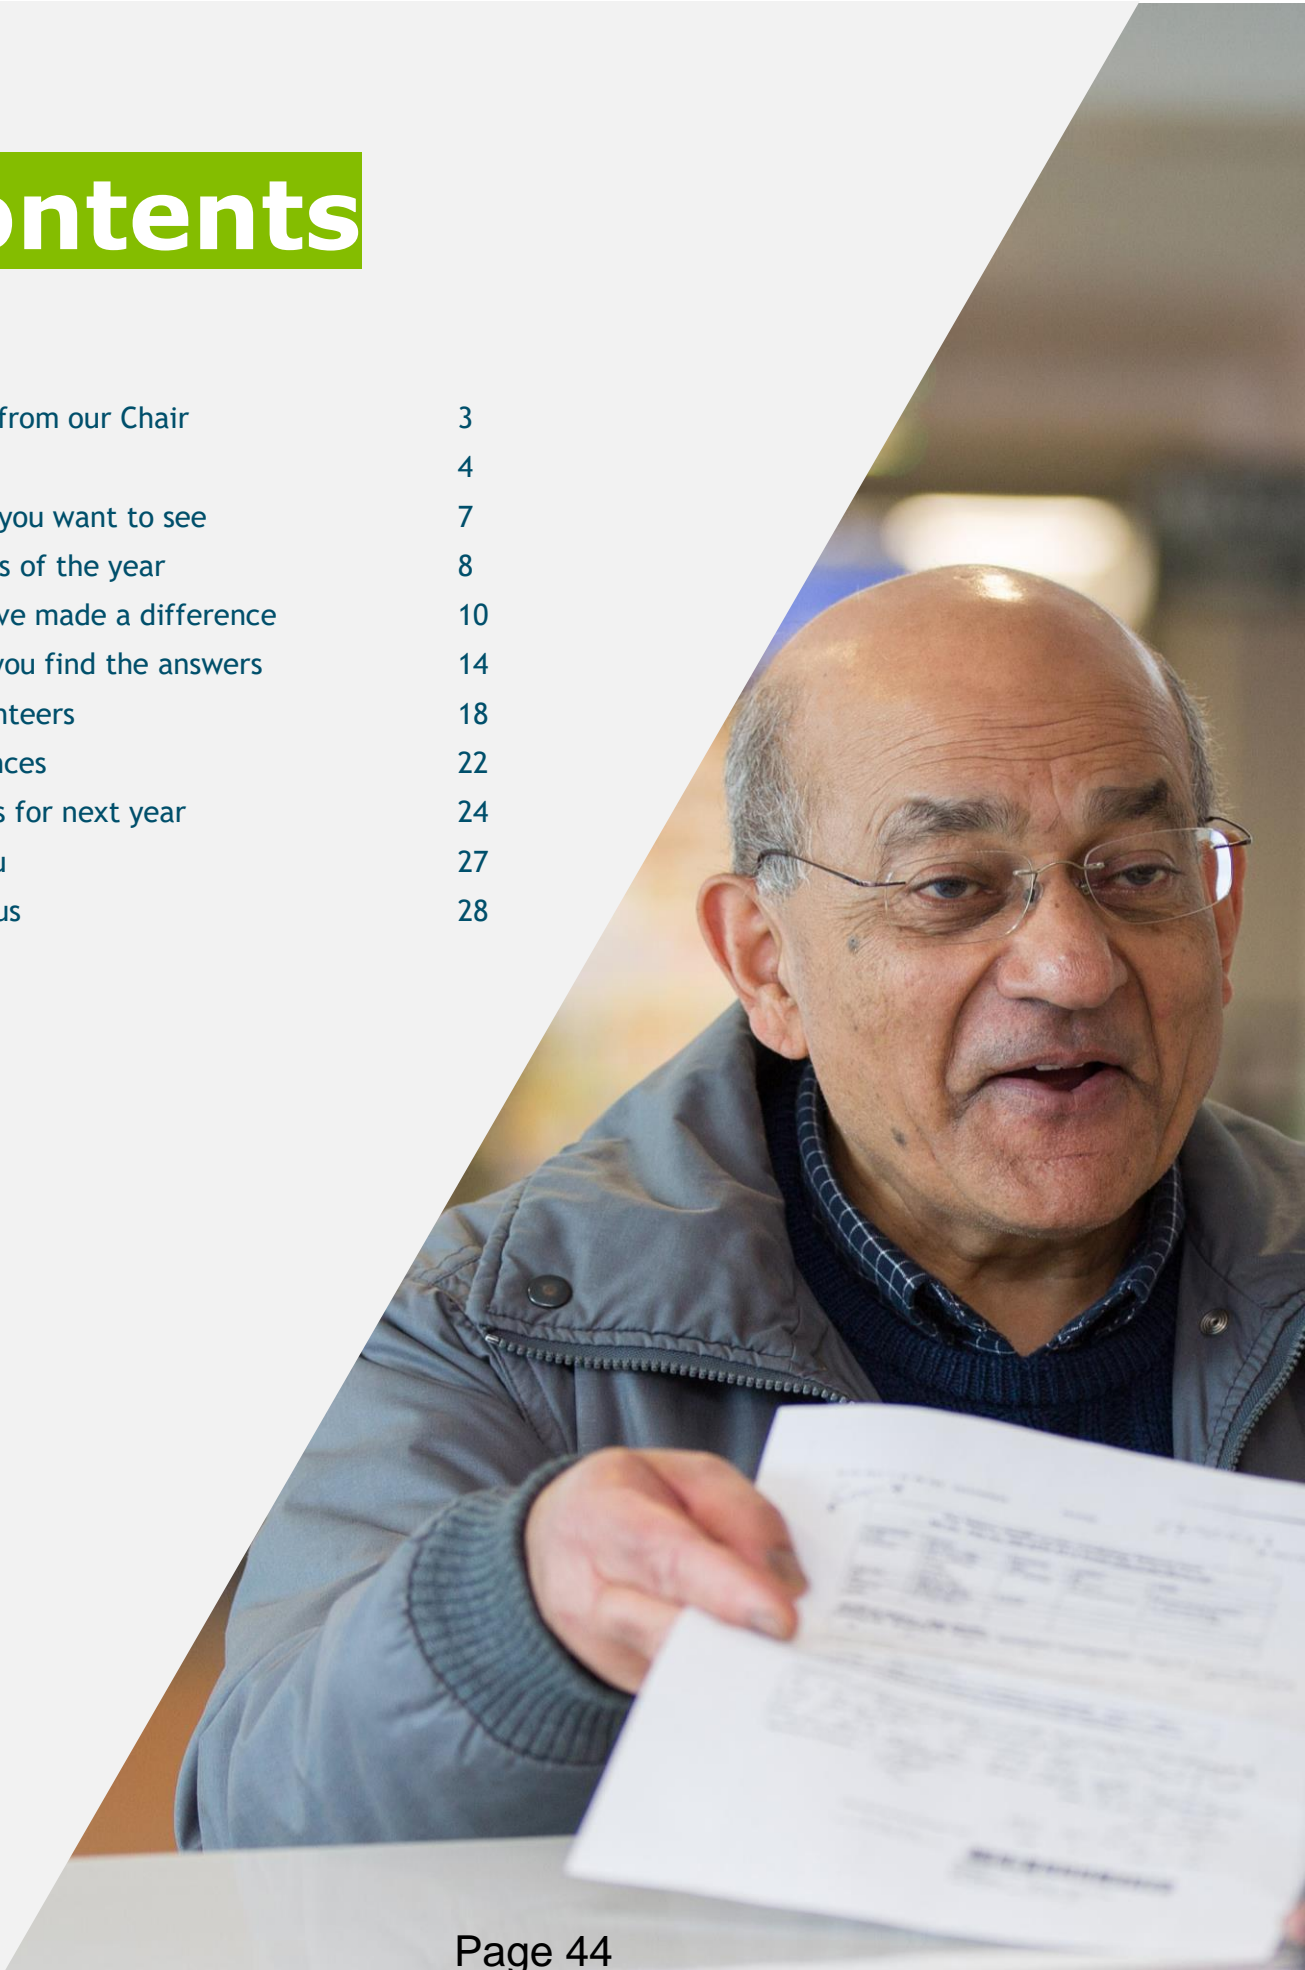 ontents
from our Chair 3
4
you want to see 7
s of the year 8
ve made a difference 10
you find the answers 14
nteers 18
nces 22
s for next year 24
u 27
us 28
Page 44